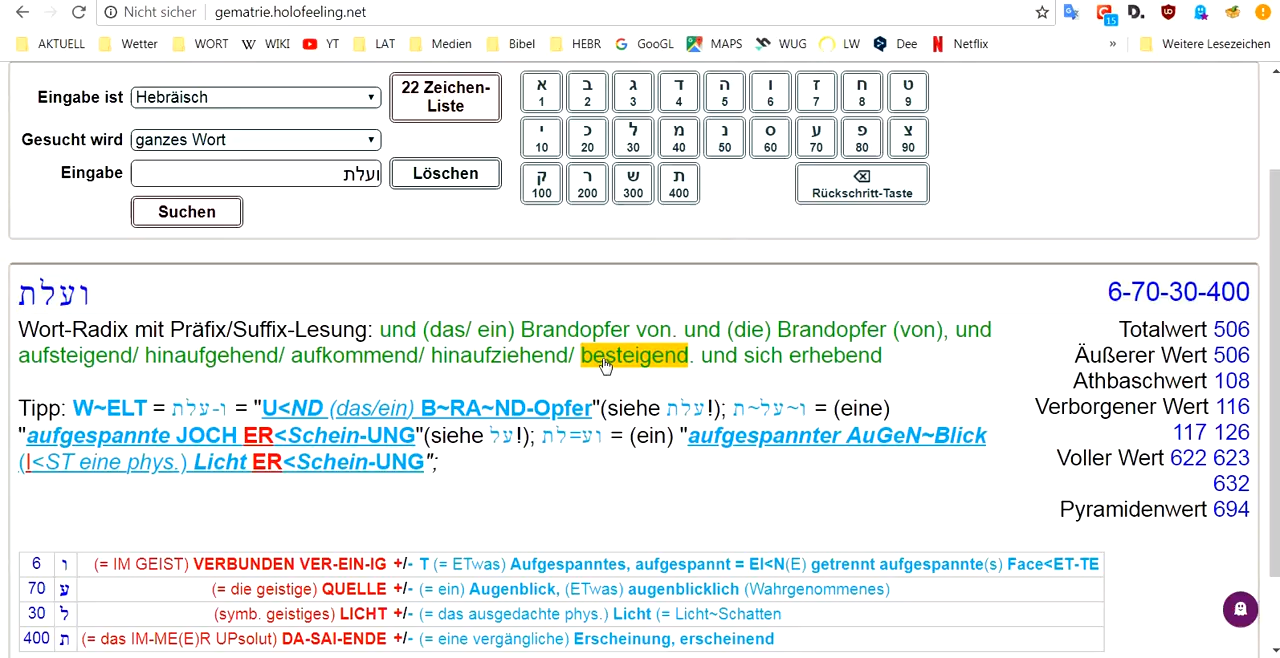 Nicht sicher | gematrie.holofeeling.net
15
AKTUELL Wetter WORT WIKI YT LAT Medien Bibel HEBR GooGL MAPS WUG LW Dee Netflix » Weitere Lesezeichen
Eingabe ist Hebräisch
22 Zeichen-Liste
Gesucht wird ganzes Wort
Eingabe ועלת
Löschen
Suchen
א ב ג ד ה ו ז ח ט
1 2 3 4 5 6 7 8 9
י כ ל מ נ ס ע פ צ
10 20 30 40 50 60 70 80 90
ק ר ש ת
100 200 300 400 Rückschritt-Taste
ועלת
6-70-30-400
Wort-Radix mit Präfix/Suffix-Lesung: und (das/ ein) Brandopfer von. und (die) Brandopfer (von), und
aufsteigend/ hinaufgehend/ aufkommend/ hinaufziehend/ besteigend. und sich erhebend
Tipp: W~ELT = ו-עלת = "U<ND (das/ein) B~RA~ND-Opfer"(siehe עלת!); ו~על~ת = (eine)
"aufgespannte JOCH ER<Schein-UNG"(siehe על!); וע=לת = (ein) "aufgespannter AuGeN~Blick
(I<ST eine phys.) Licht ER<Schein-UNG";
Totalwert 506
Äußerer Wert 506
Athbaschwert 108
Verborgener Wert 116
117 126
Voller Wert 622 623
632
Pyramidenwert 694
6 ו (= IM GEIST) VERBUNDEN VER-EIN-IG +/- T (= ETwas) Aufgespanntes, aufgespannt = EI<N(E) getrennt aufgespannte(s) Face<ET-TE
70 ע (= die geistige) QUELLE +/- (= ein) Augenblick, (ETwas) augenblicklich (Wahrgenommenes)
30 ל (symb. geistiges) LICHT +/- (= das ausgedachte phys.) Licht (= Licht~Schatten
400 ת (= das IM-ME(E)R UPsolut) DA-SAI-ENDE +/- (= eine vergängliche) Erscheinung, erscheinend